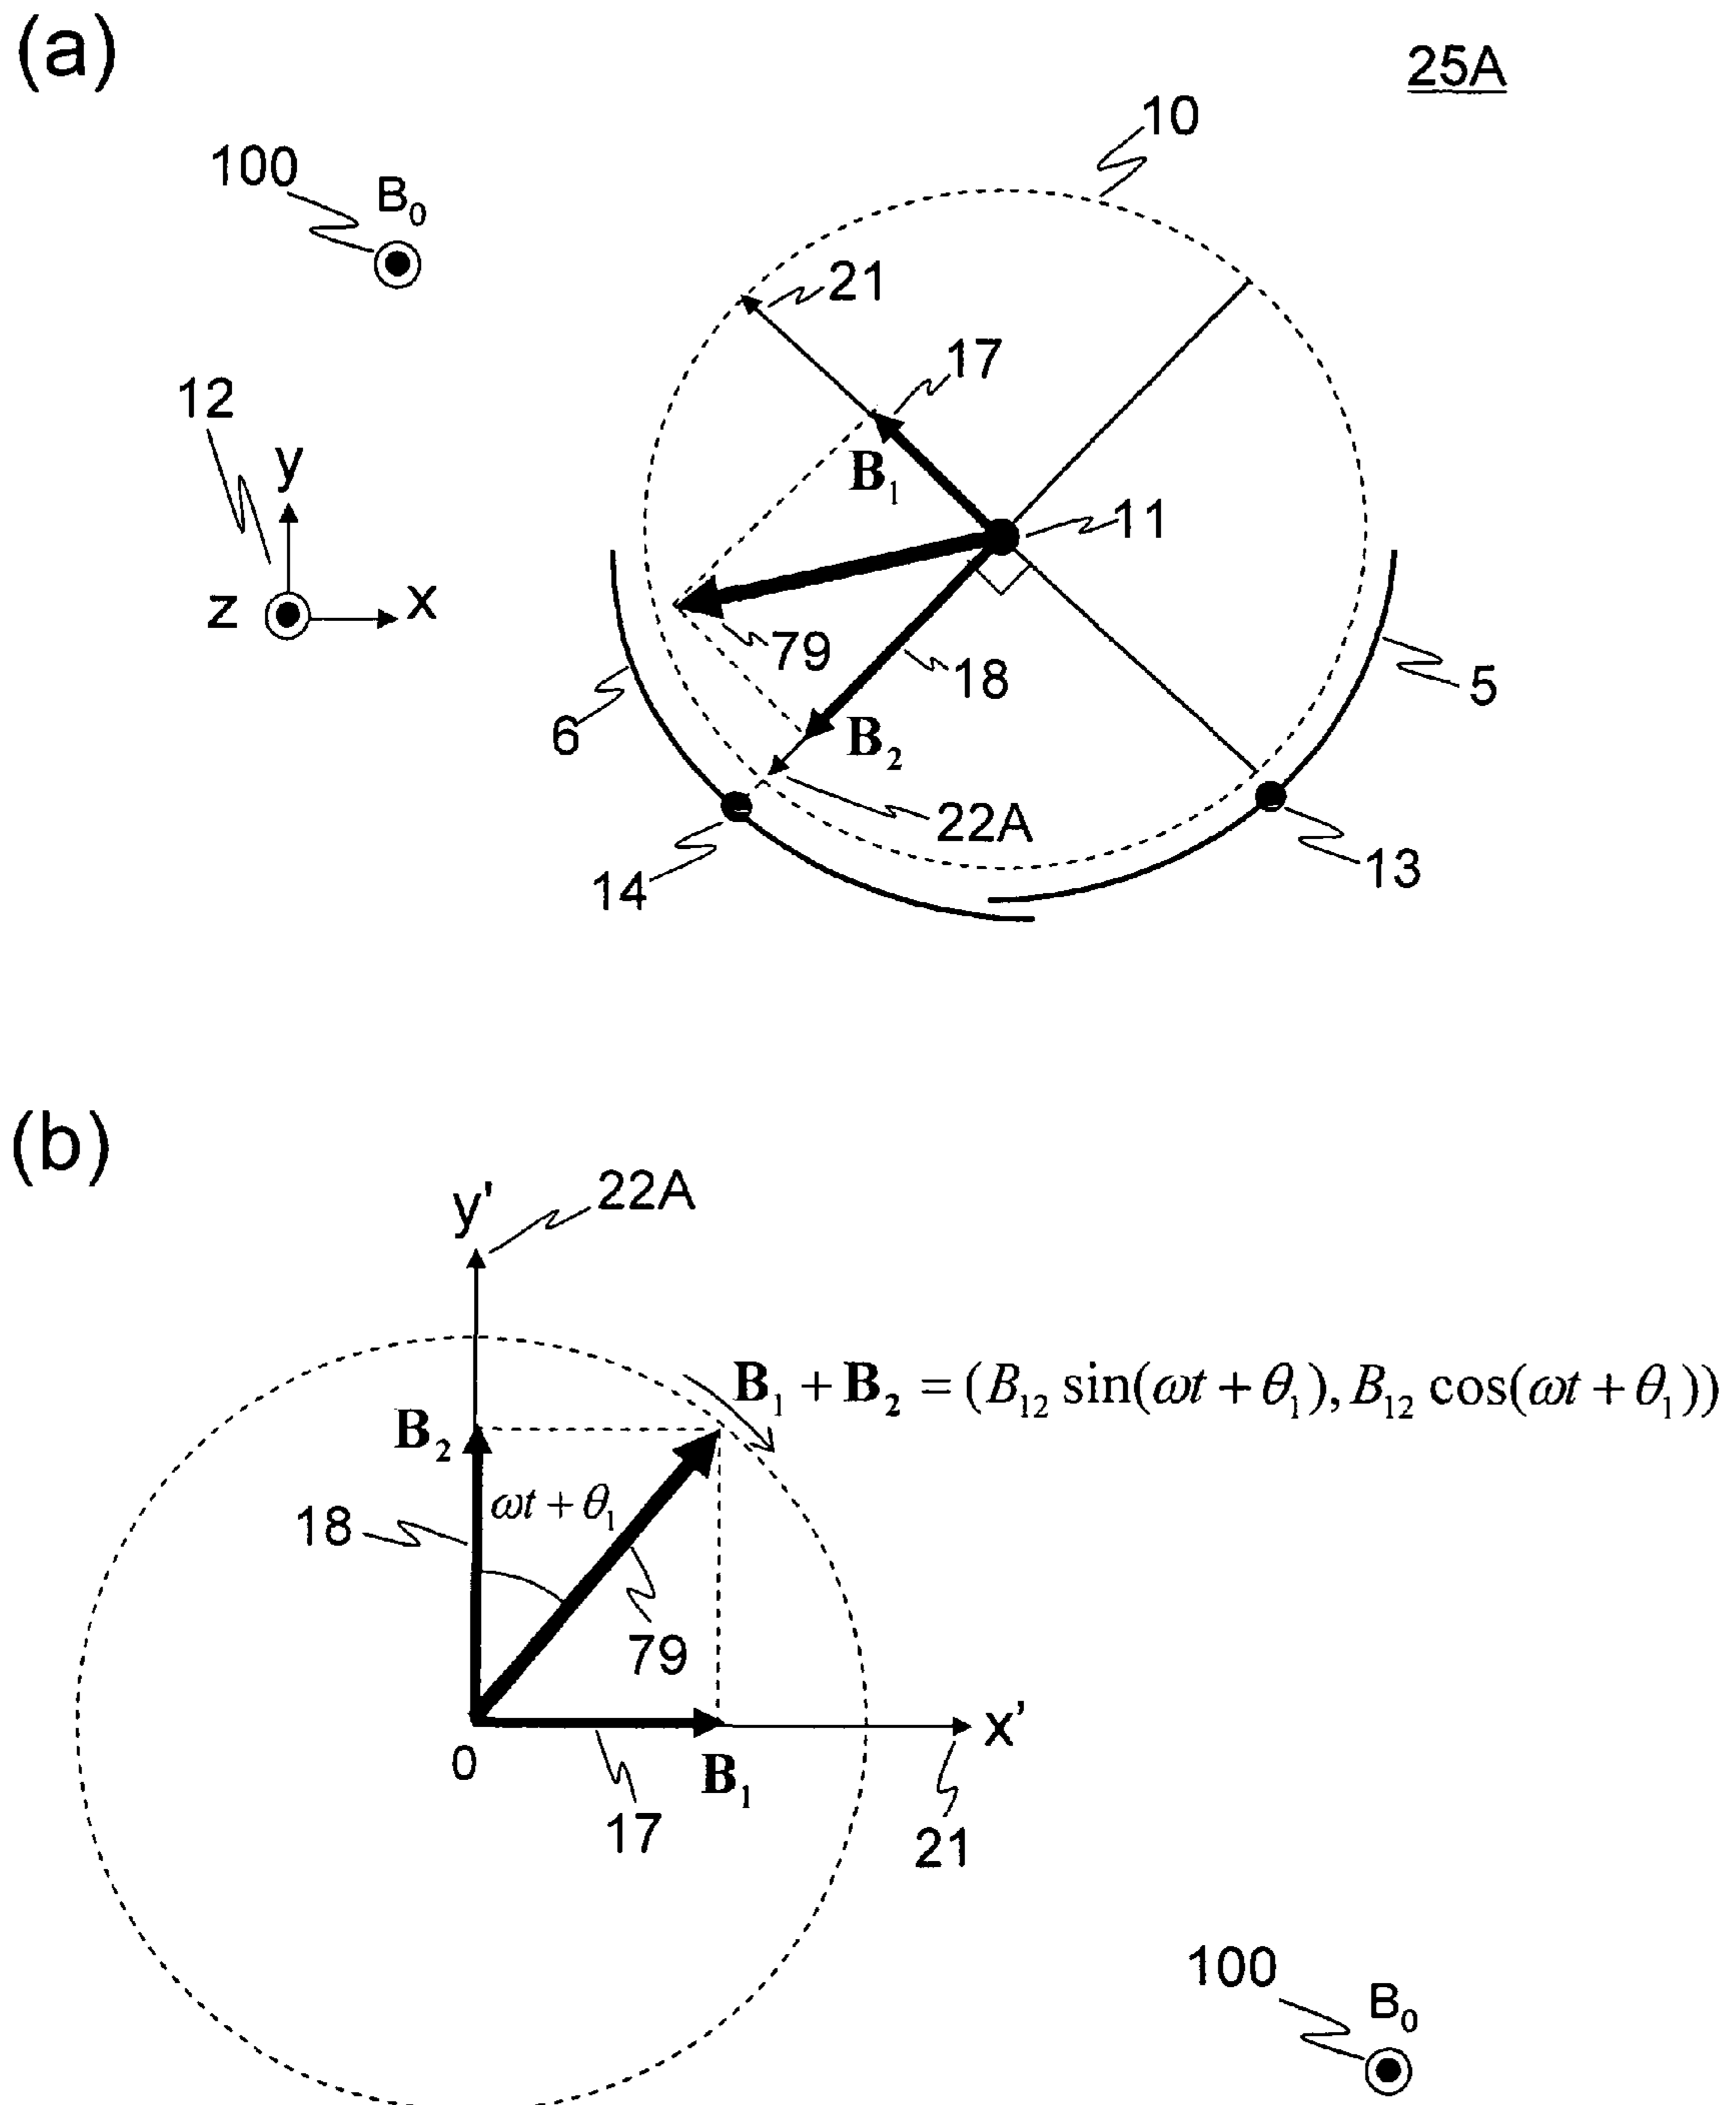 (a)
25A
10
100
B₀
21
17
12
B₁
y
11
z
x
79
18
5
6
B₂
22A
14
13
(b)
22A
y'
B₁ + B₂ = (B₁₂ sin(ωt + θ₁), B₁₂ cos(ωt + θ₁))
B₂
ωt + θ₁
18
79
x'
0
B₁
17
21
100
B₀